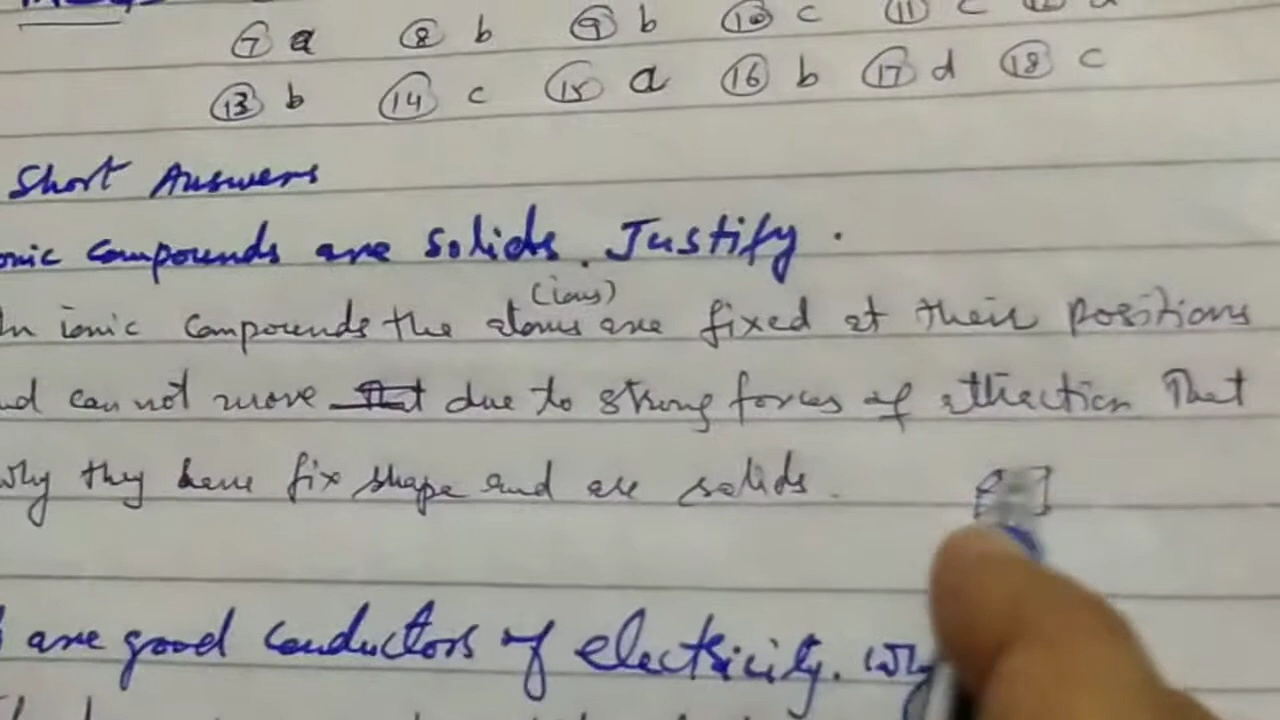 ⑦ a ⑧ b ⑨ b ⑩ c ⑪ c
⑬ b ⑭ c ⑮ a ⑯ b ⑰ d ⑱ c
Short Answers
onic compounds are solids. Justify.
(ions)
In ionic compounds the atoms are fixed at their positions
nd can not move due to strong forces of attraction That
why they have fix shape and are solids.
are good conductors of electricity. Why